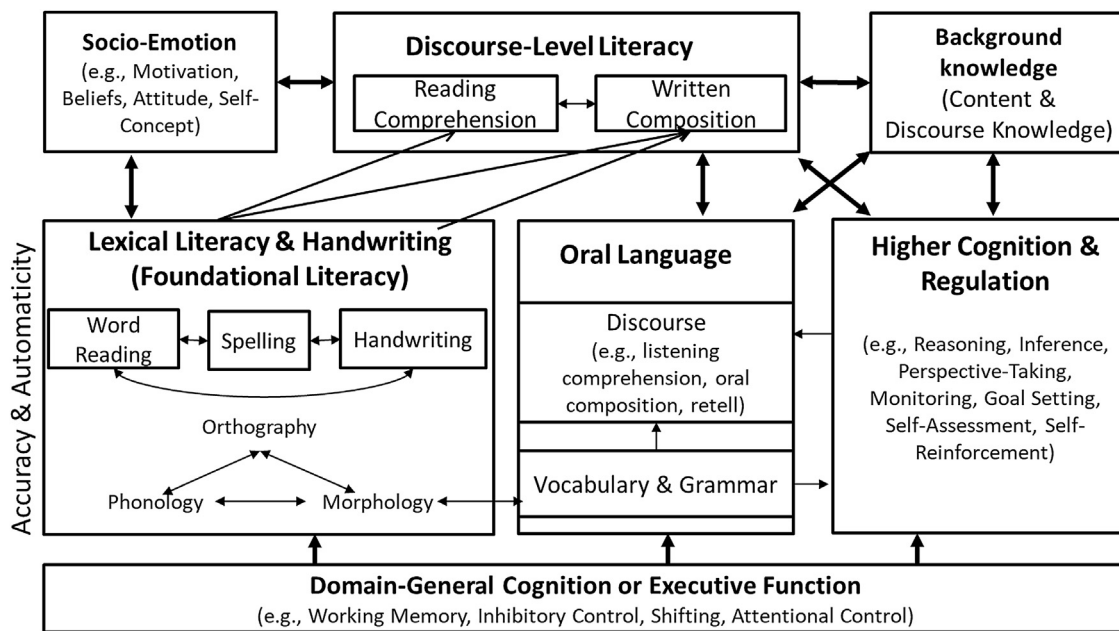 Socio-Emotion
(e.g., Motivation,
Beliefs, Attitude, Self-
Concept)
Discourse-Level Literacy
Reading
Comprehension
Written
Composition
Background
knowledge
(Content &
Discourse Knowledge)
Accuracy & Automaticity
Lexical Literacy & Handwriting
(Foundational Literacy)
Word
Reading
Spelling
Handwriting
Orthography
Phonology
Morphology
Oral Language
Discourse
(e.g., listening
comprehension, oral
composition, retell)
Vocabulary & Grammar
Higher Cognition &
Regulation
(e.g., Reasoning, Inference,
Perspective-Taking,
Monitoring, Goal Setting,
Self-Assessment, Self-
Reinforcement)
Domain-General Cognition or Executive Function
(e.g., Working Memory, Inhibitory Control, Shifting, Attentional Control)